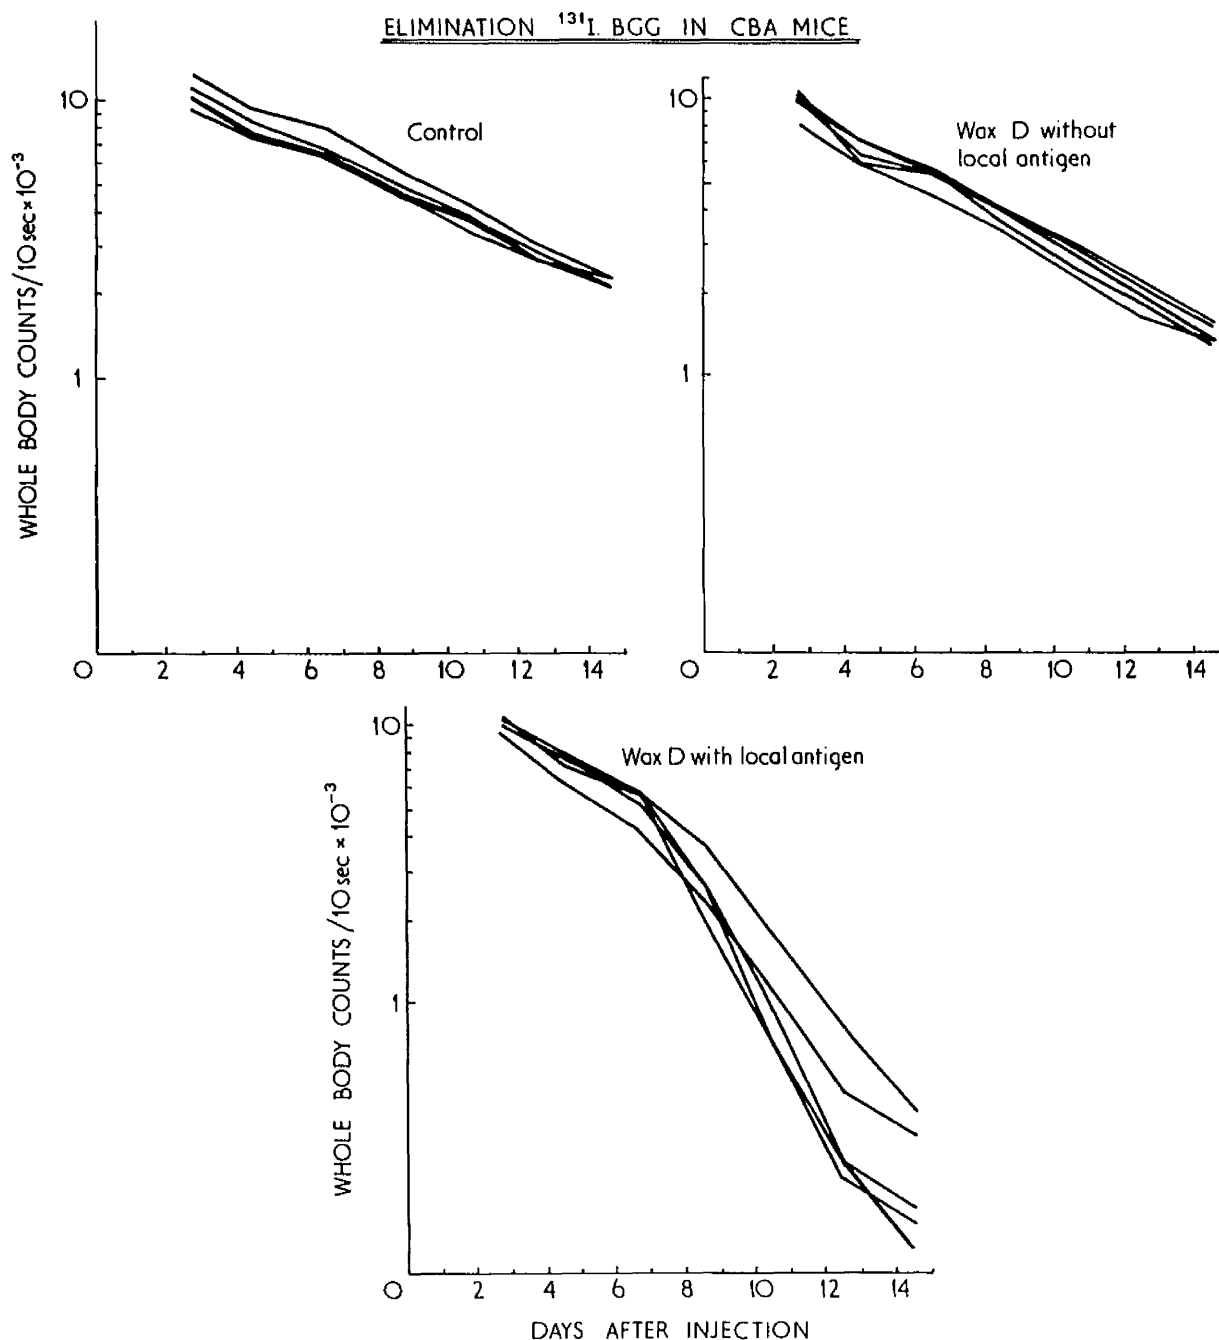 ELIMINATION ¹³¹I. BGG IN CBA MICE
WHOLE BODY COUNTS/10sec×10⁻³
10
1
Control
0 2 4 6 8 10 12 14
10
1
Wax D without
local antigen
0 2 4 6 8 10 12 14
WHOLE BODY COUNTS/10sec×10⁻³
10
1
Wax D with local antigen
0 2 4 6 8 10 12 14
DAYS AFTER INJECTION